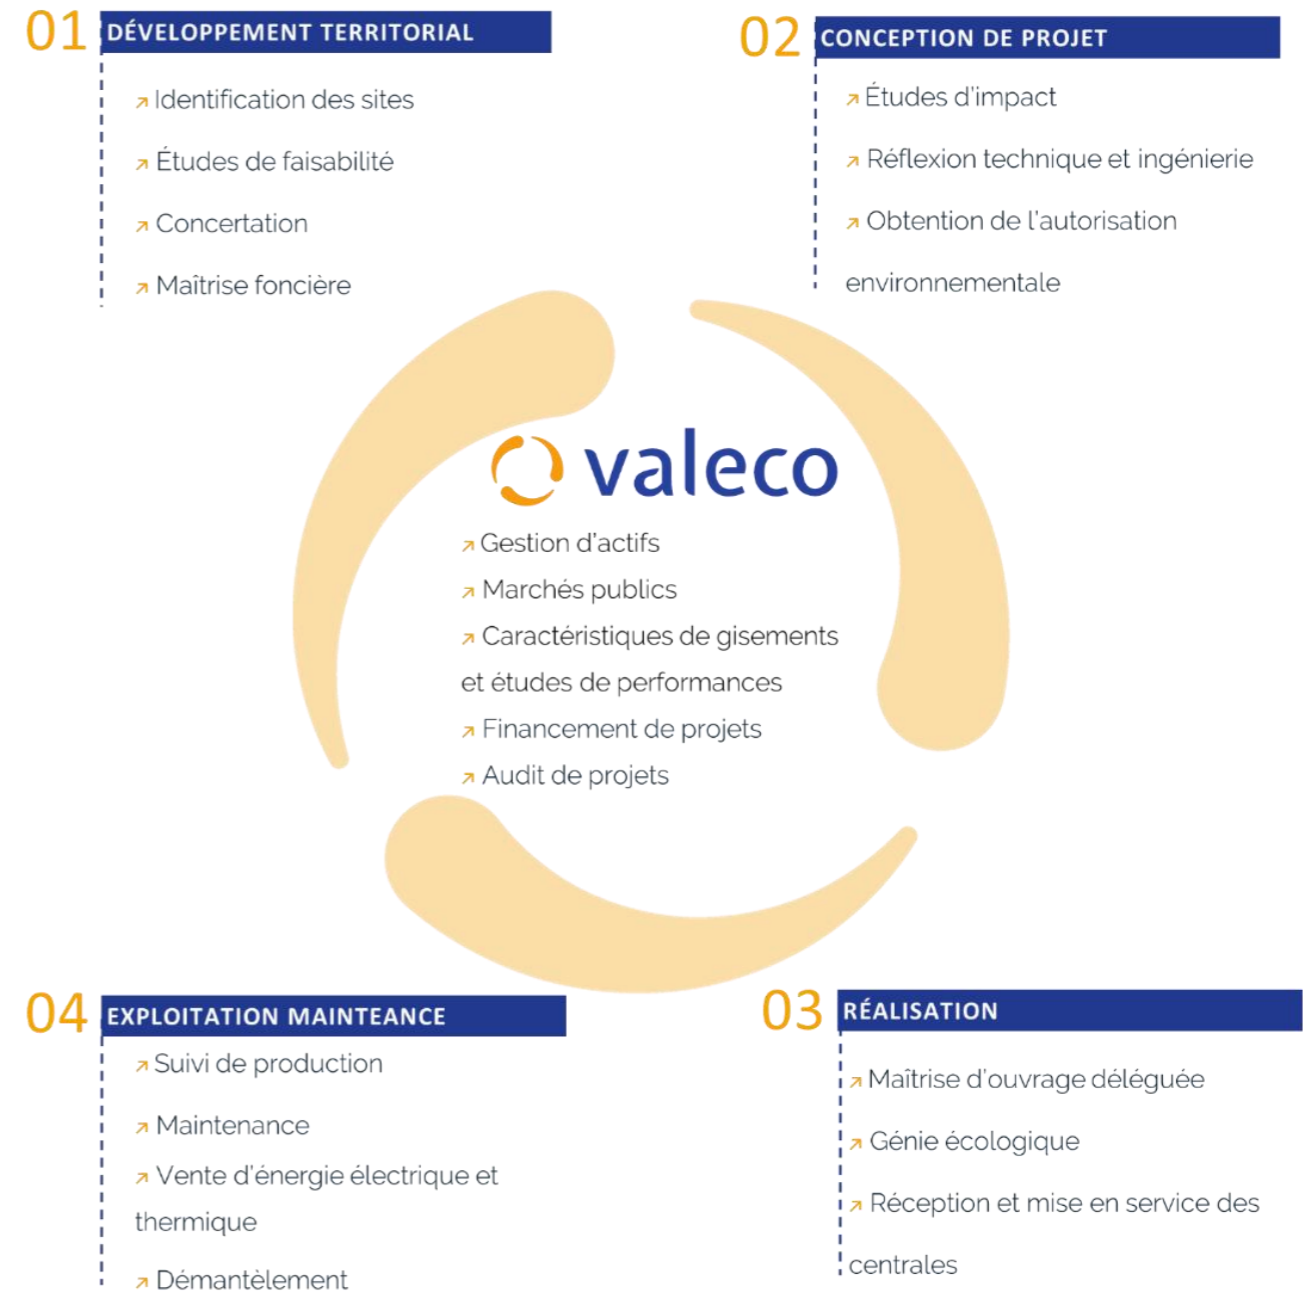 01 DÉVELOPPEMENT TERRITORIAL
↗ Identification des sites
↗ Études de faisabilité
↗ Concertation
↗ Maîtrise foncière
02 CONCEPTION DE PROJET
↗ Études d'impact
↗ Réflexion technique et ingénierie
↗ Obtention de l'autorisation
environnementale
valeco
↗ Gestion d'actifs
↗ Marchés publics
↗ Caractéristiques de gisements
et études de performances
↗ Financement de projets
↗ Audit de projets
04 EXPLOITATION MAINTEANCE
↗ Suivi de production
↗ Maintenance
↗ Vente d'énergie électrique et
thermique
↗ Démantèlement
03 RÉALISATION
↗ Maîtrise d'ouvrage déléguée
↗ Génie écologique
↗ Réception et mise en service des
centrales